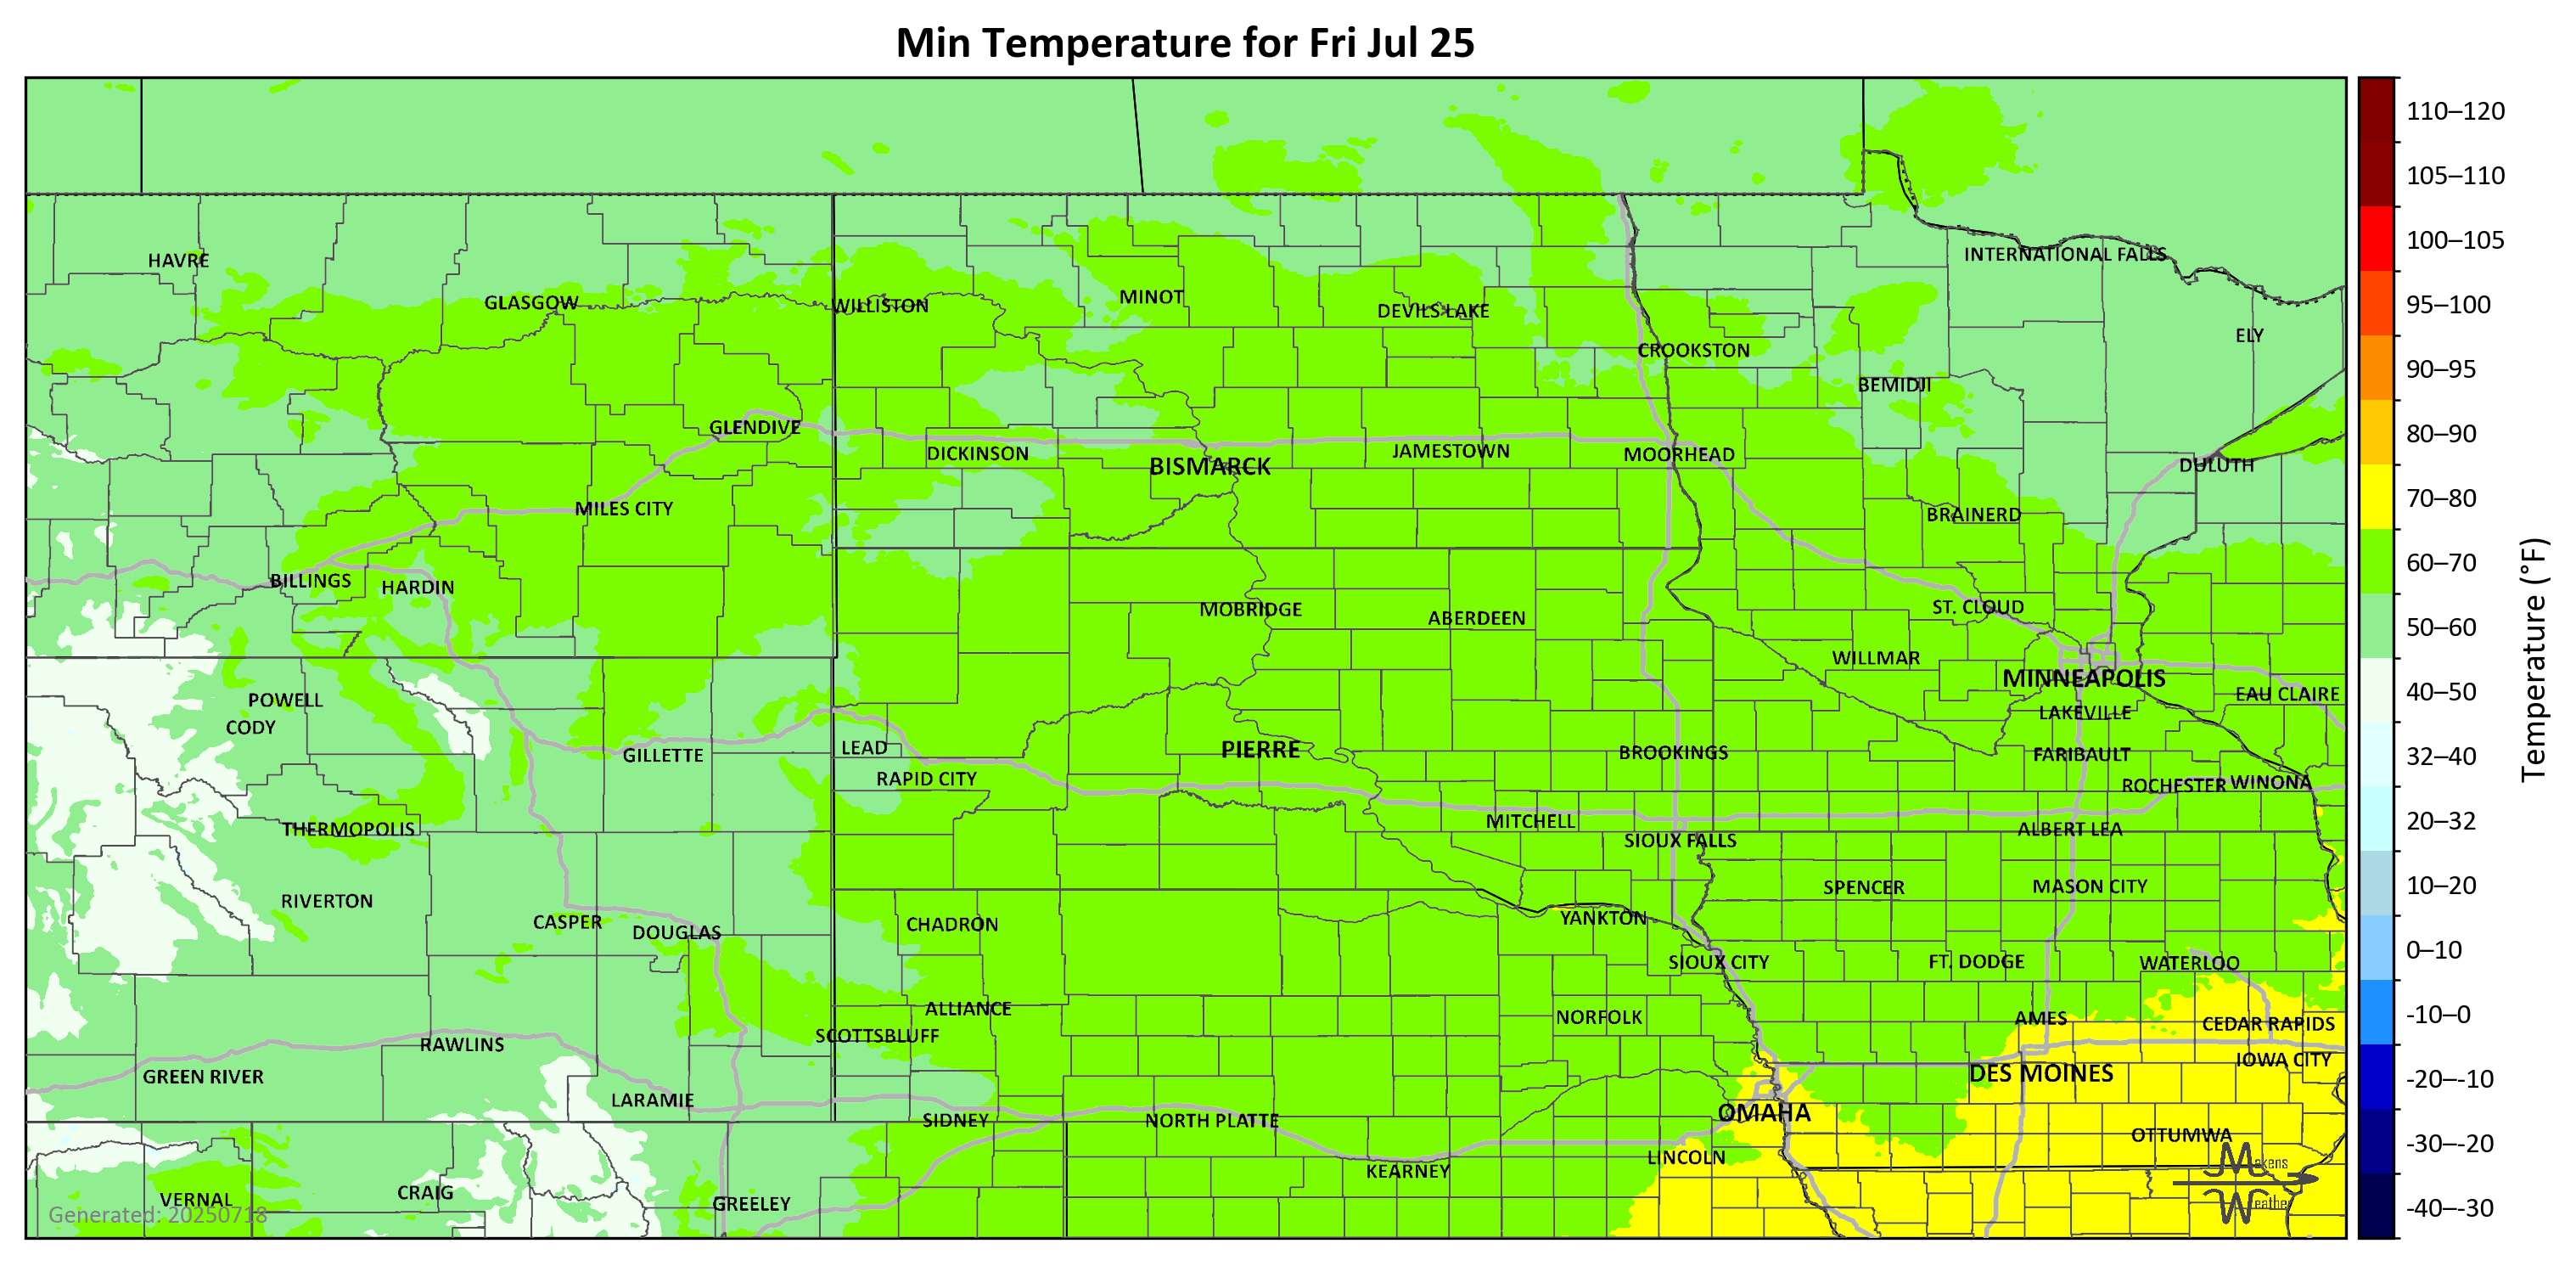 Min Temperature for Fri Jul 25
110–120
105–110
100–105
95–100
90–95
80–90
70–80
60–70
50–60
40–50
32–40
20–32
10–20
0–10
-10–0
-20–-10
-30–-20
-40–-30
Temperature (°F)
INTERNATIONAL FALLS
HAVRE
GLASGOW
WILLISTON
MINOT
DEVILS LAKE
ELY
CROOKSTON
BEMIDJI
GLENDIVE
DICKINSON
BISMARCK
JAMESTOWN
MOORHEAD
DULUTH
MILES CITY
BRAINERD
BILLINGS
HARDIN
MOBRIDGE
ABERDEEN
ST. CLOUD
WILLMAR
MINNEAPOLIS
EAU CLAIRE
POWELL
CODY
LAKEVILLE
GILLETTE
LEAD
PIERRE
BROOKINGS
FARIBAULT
RAPID CITY
ROCHESTER
WINONA
THERMOPOLIS
MITCHELL
SIOUX FALLS
ALBERT LEA
RIVERTON
SPENCER
MASON CITY
CASPER
DOUGLAS
CHADRON
YANKTON
SIOUX CITY
FT. DODGE
WATERLOO
ALLIANCE
NORFOLK
AMES
CEDAR RAPIDS
SCOTTSBLUFF
RAWLINS
IOWA CITY
GREEN RIVER
DES MOINES
LARAMIE
SIDNEY
NORTH PLATTE
OMAHA
OTTUMWA
LINCOLN
KEARNEY
VERNAL
CRAIG
GREELEY
Makens
Weather
Generated: 20250718